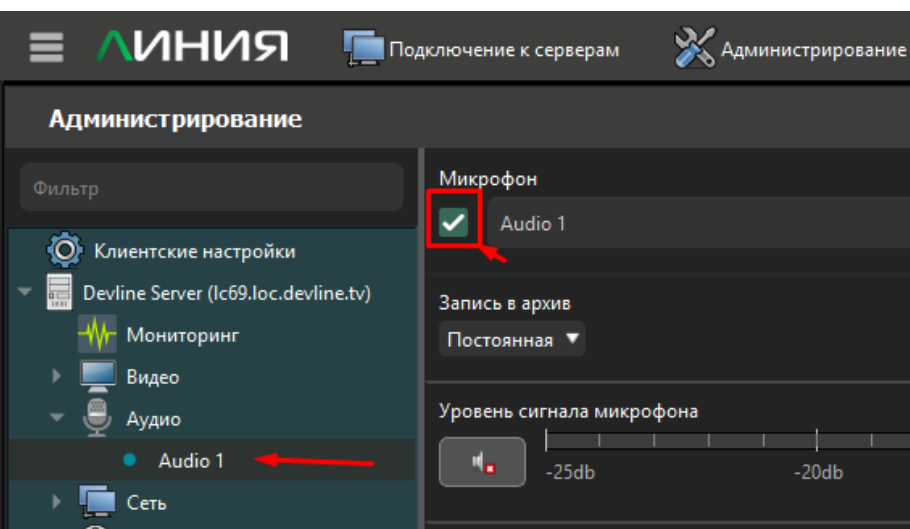 ЛИНИЯ
Подключение к серверам
Администрирование
Администрирование
Фильтр
Клиентские настройки
Devline Server (lc69.loc.devline.tv)
Мониторинг
Видео
Аудио
Audio 1
Сеть
Микрофон
Audio 1
Запись в архив
Постоянная
Уровень сигнала микрофона
-25db -20db